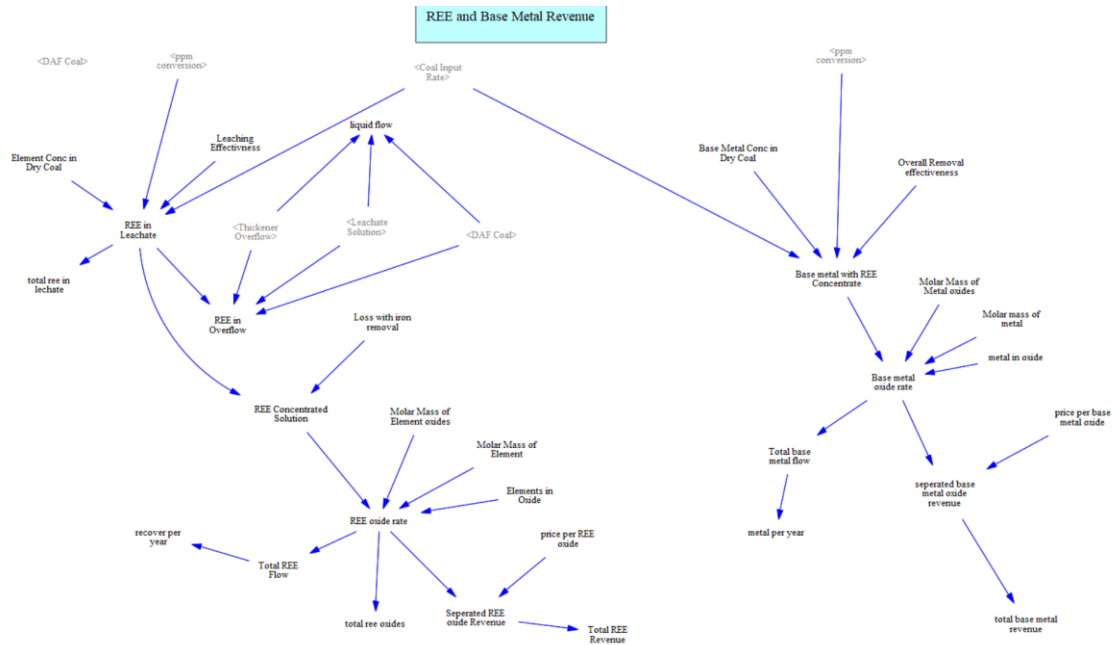 REE and Base Metal Revenue
<DAF Coal>
<ppm
conversion>
<Coal Input
Rate>
<ppm
conversion>
liquid flow
Leaching
Effectivness
Element Conc in
Dry Coal
Base Metal Conc in
Dry Coal
Overall Removal
effectiveness
REE in
Leachate
<Thickener
Overflow>
<Leachate
Solution>
<DAF Coal>
total ree in
lechate
Base metal with REE
Concentrate
Molar Mass of
Metal oxides
REE in
Overflow
Loss with iron
removal
Molar mass of
metal
metal in oxide
Base metal
oxide rate
REE Concentrated
Solution
Molar Mass of
Element oxides
price per base
metal oxide
Molar Mass of
Element
Total base
metal flow
seperated base
metal oxide
revenue
Elements in
Oxide
REE oxide rate
recover per
year
price per REE
oxide
metal per year
Total REE
Flow
total ree oxides
Seperated REE
oxide Revenue
Total REE
Revenue
total base metal
revenue